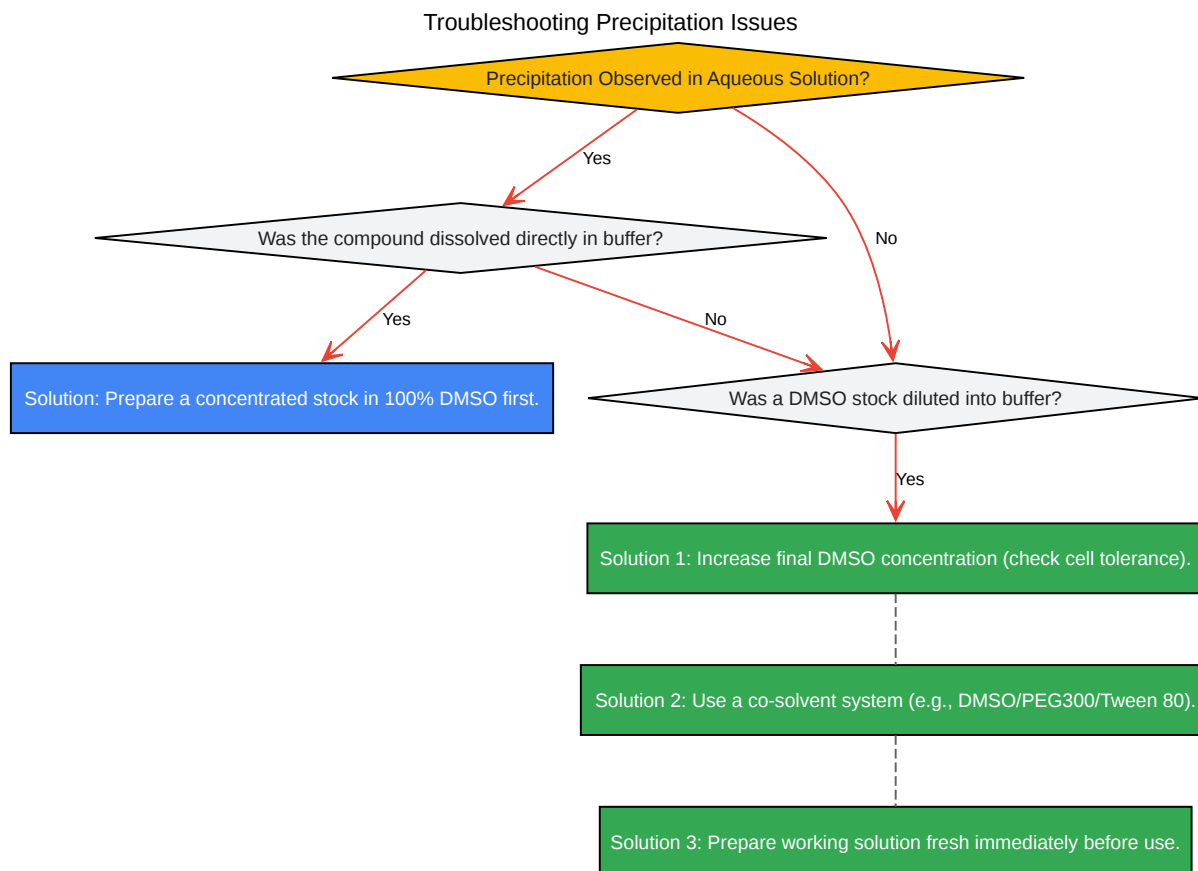 Troubleshooting Precipitation Issues
Precipitation Observed in Aqueous Solution?
Yes
Was the compound dissolved directly in buffer?
No
Yes
No
Solution: Prepare a concentrated stock in 100% DMSO first.
Was a DMSO stock diluted into buffer?
Yes
Solution 1: Increase final DMSO concentration (check cell tolerance).
Solution 2: Use a co-solvent system (e.g., DMSO/PEG300/Tween 80).
Solution 3: Prepare working solution fresh immediately before use.